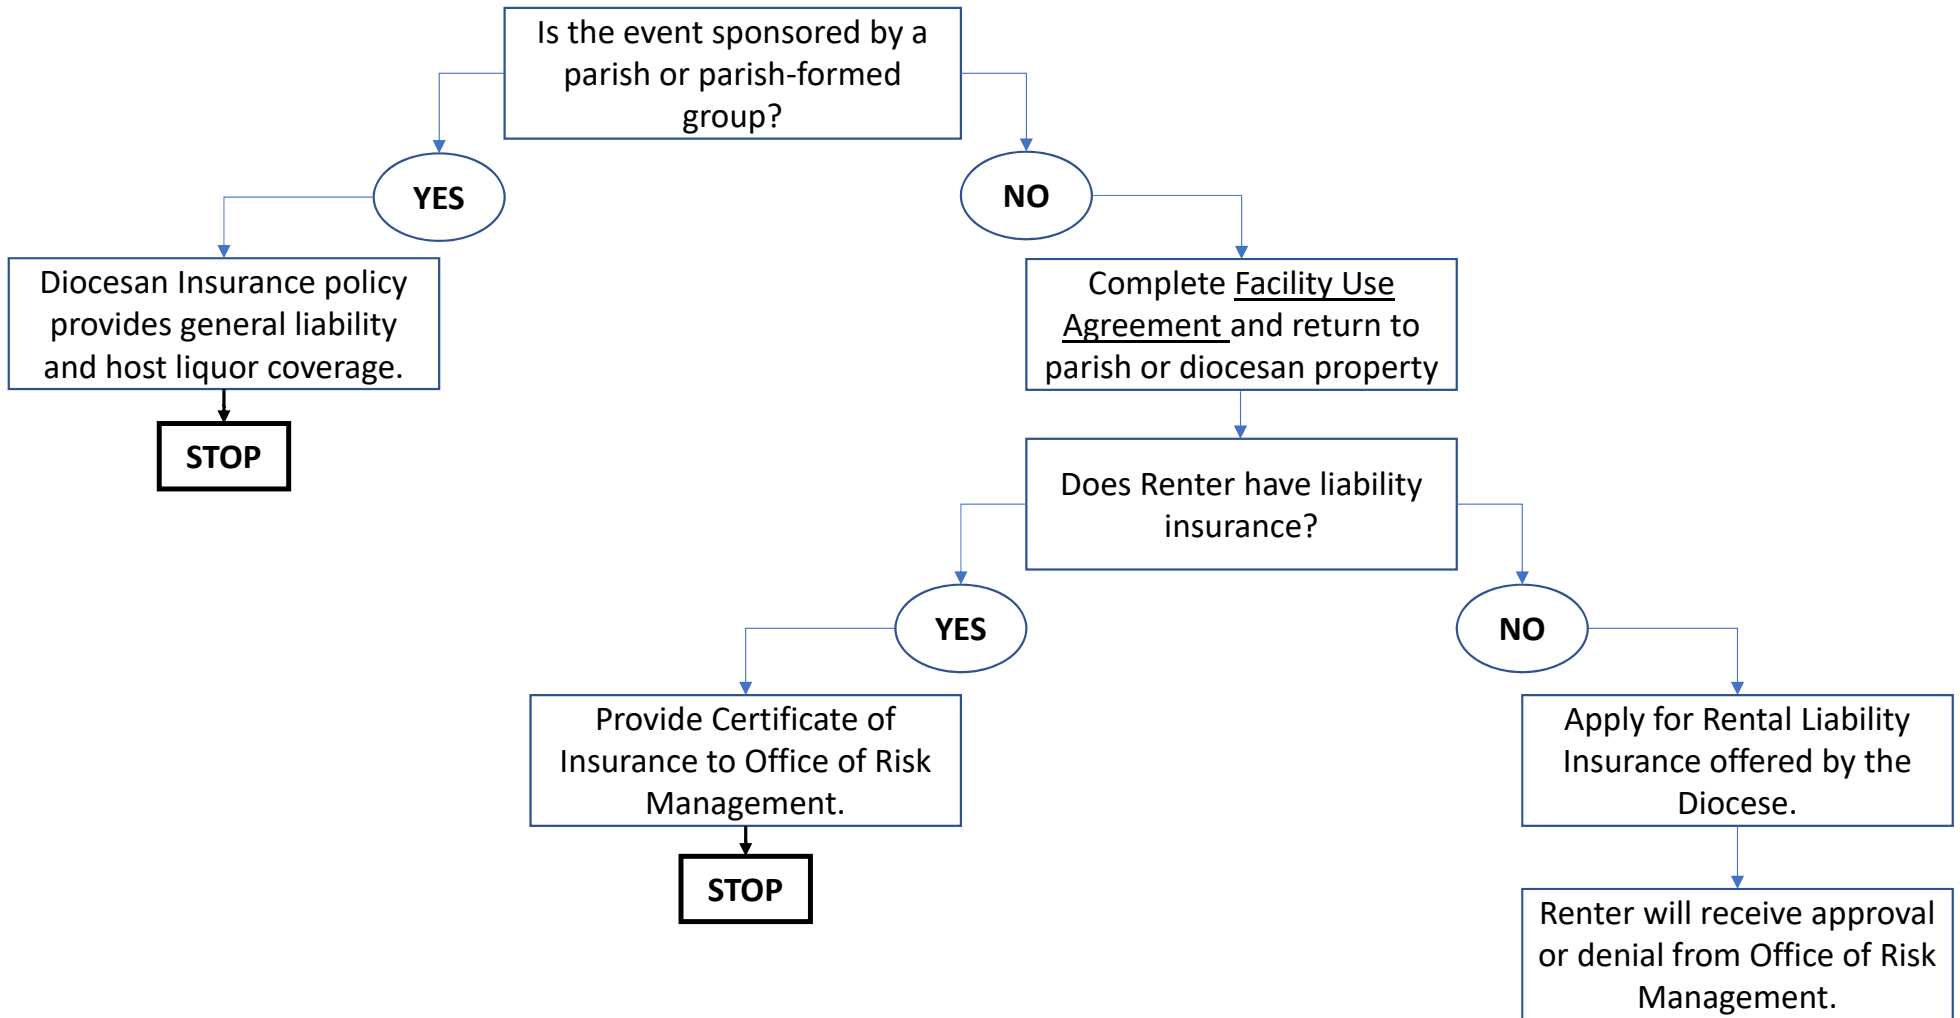 Is the event sponsored by a
parish or parish-formed
group?
YES
NO
Diocesan Insurance policy
provides general liability
and host liquor coverage.
STOP
Complete Facility Use
Agreement and return to
parish or diocesan property
Does Renter have liability
insurance?
YES
NO
Provide Certificate of
Insurance to Office of Risk
Management.
STOP
Apply for Rental Liability
Insurance offered by the
Diocese.
Renter will receive approval
or denial from Office of Risk
Management.